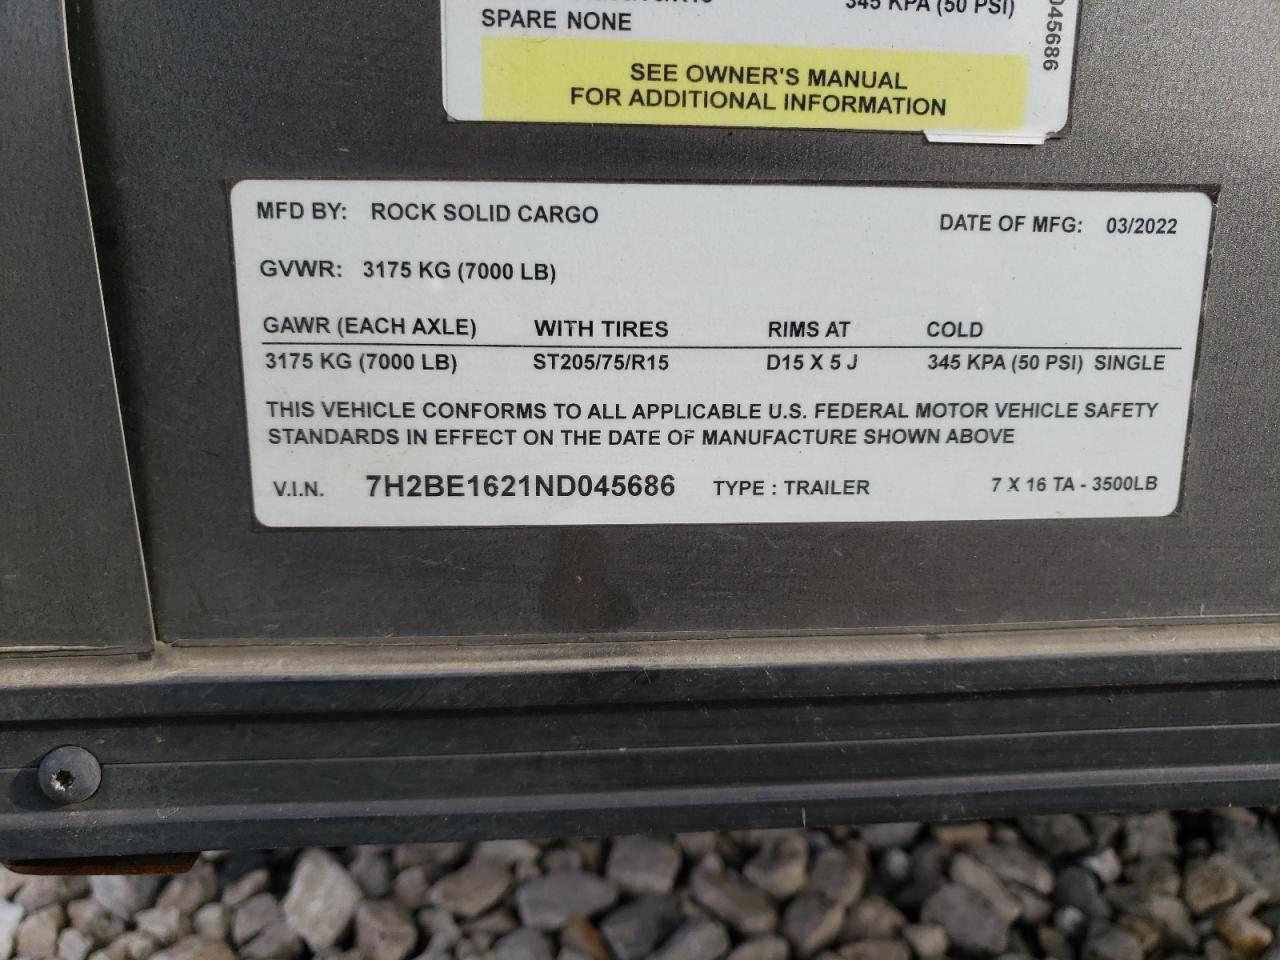 345 KPA (50 PSI)
SPARE NONE
045686
SEE OWNER'S MANUAL
FOR ADDITIONAL INFORMATION
MFD BY: ROCK SOLID CARGO DATE OF MFG: 03/2022
GVWR: 3175 KG (7000 LB)
GAWR (EACH AXLE) WITH TIRES RIMS AT COLD
3175 KG (7000 LB) ST205/75/R15 D15 X 5 J 345 KPA (50 PSI) SINGLE
THIS VEHICLE CONFORMS TO ALL APPLICABLE U.S. FEDERAL MOTOR VEHICLE SAFETY
STANDARDS IN EFFECT ON THE DATE OF MANUFACTURE SHOWN ABOVE
V.I.N. 7H2BE1621ND045686 TYPE : TRAILER 7 X 16 TA - 3500LB